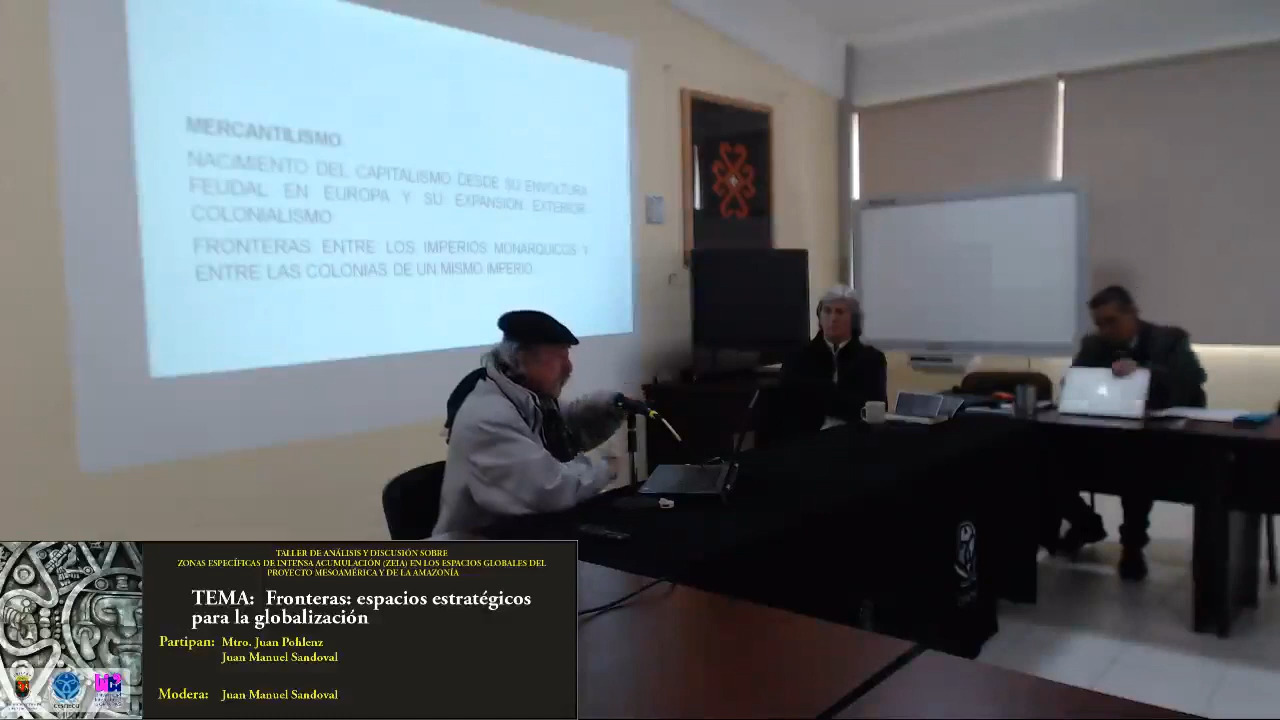 MERCANTILISMO
NACIMIENTO DEL CAPITALISMO DESDE SU ENVOLTURA
FEUDAL EN EUROPA Y SU EXPANSIÓN EXTERIOR:
COLONIALISMO
FRONTERAS ENTRE LOS IMPERIOS MONÁRQUICOS Y
ENTRE LAS COLONIAS DE UN MISMO IMPERIO
TALLER DE ANÁLISIS Y DISCUSIÓN SOBRE
ZONAS ESPECÍFICAS DE INTENSA ACUMULACIÓN (ZEIA) EN LOS ESPACIOS GLOBALES DEL
PROYECTO MESOAMÉRICA Y DE LA AMAZONÍA
TEMA: Fronteras: espacios estratégicos
para la globalización
Partipan: Mtro. Juan Pohlenz
Juan Manuel Sandoval
Modera: Juan Manuel Sandoval